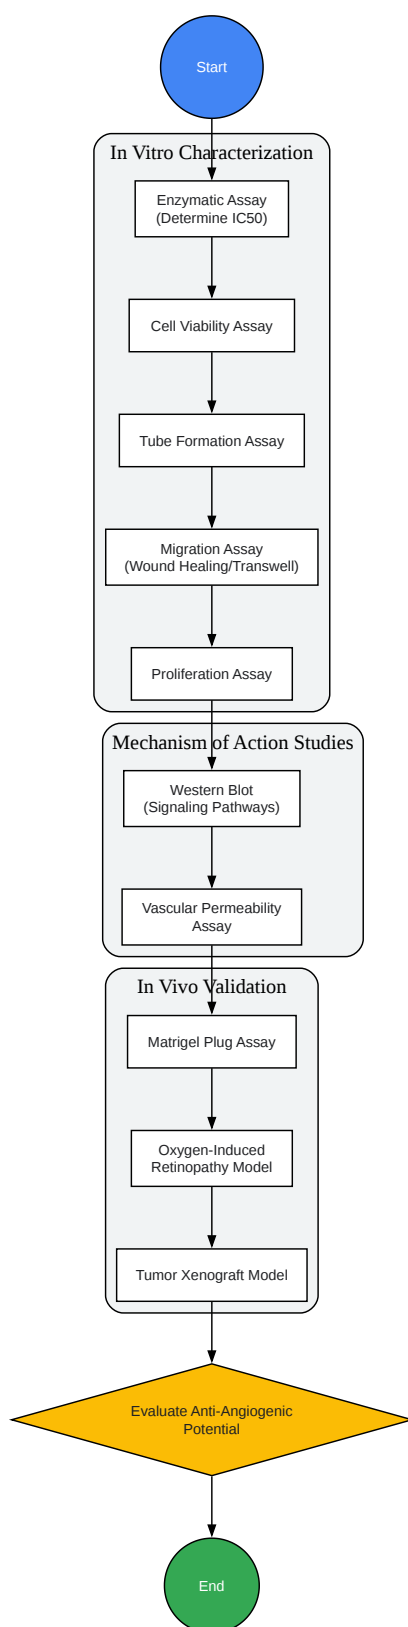 Start
In Vitro Characterization
Enzymatic Assay
(Determine IC50)
Cell Viability Assay
Tube Formation Assay
Migration Assay
(Wound Healing/Transwell)
Proliferation Assay
Mechanism of Action Studies
Western Blot
(Signaling Pathways)
Vascular Permeability
Assay
In Vivo Validation
Matrigel Plug Assay
Oxygen-Induced
Retinopathy Model
Tumor Xenograft Model
Evaluate Anti-Angiogenic
Potential
End